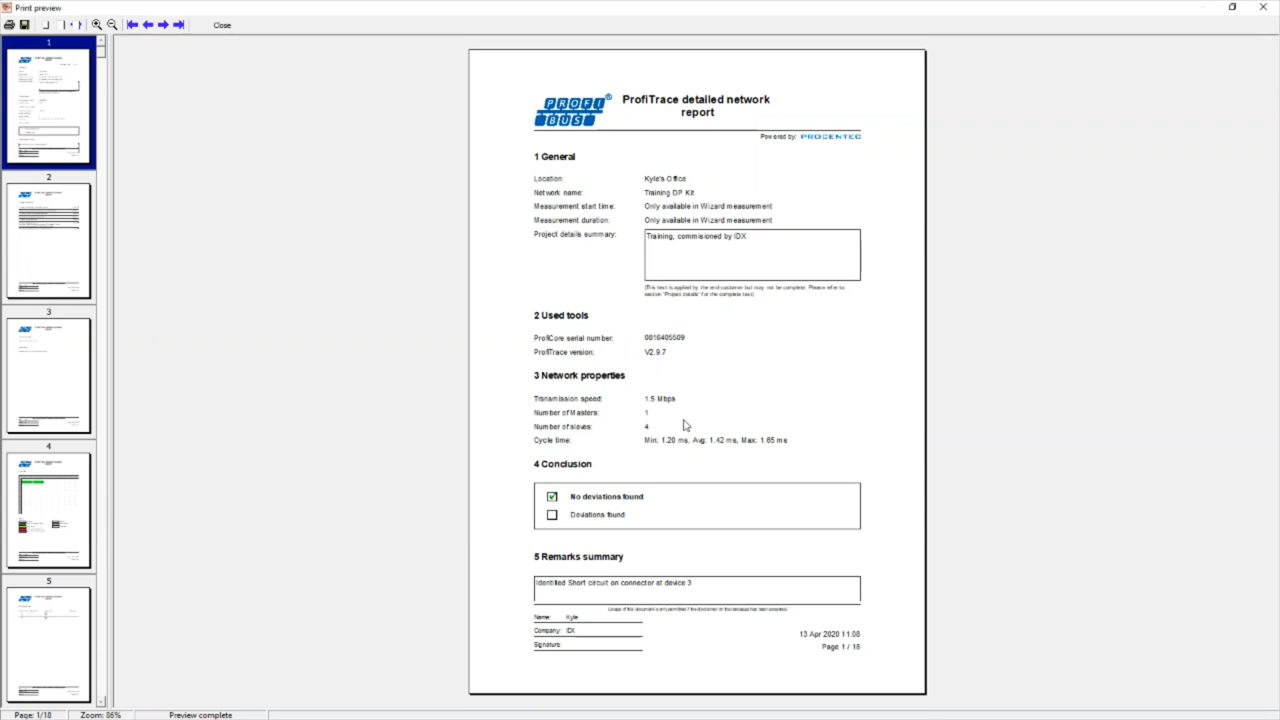 Print preview
Close
1
2
3
4
5
PROFI
BUS
®
ProfiTrace detailed network
report
Powered by: PROCENTEC
1 General
Location: Kyle's Office
Network name: Training DP Kit
Measurement start time: Only available in Wizard measurement
Measurement duration: Only available in Wizard measurement
Project details summary: Training, commisioned by IDX
(This text is applied by the end-customer but may not be complete. Please refer to
section "Project details" for the complete text)
2 Used tools
ProfiCore serial number: 0816405509
ProfiTrace version: V2.9.7
3 Network properties
Transmission speed: 1.5 Mbps
Number of Masters: 1
Number of slaves: 4
Cycle time: Min: 1.20 ms, Avg: 1.42 ms, Max: 1.65 ms
4 Conclusion
No deviations found
Deviations found
5 Remarks summary
Identified Short circuit on connector at device 3
Usage of this document is only permitted if the disclaimer on the last page has been accepted.
Name: Kyle
Company: IDX
Signature:
13 Apr 2020 11:08
Page 1 / 18
Page: 1/18
Zoom: 86%
Preview complete